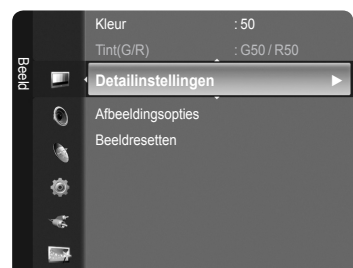 Beeld
Kleur : 50
Tint(G/R) : G50 / R50
Detailinstellingen
Afbeeldingsopties
Beeldresetten